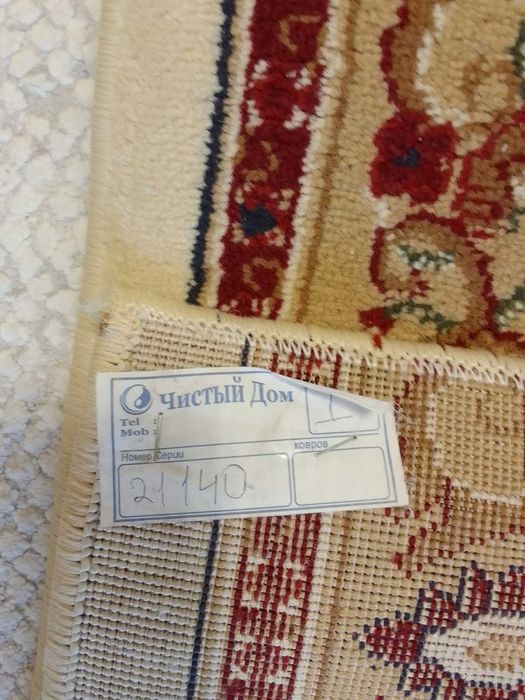 Чистый Дом
1
Tel :
Mob :
Номер Серии
ковров
21140